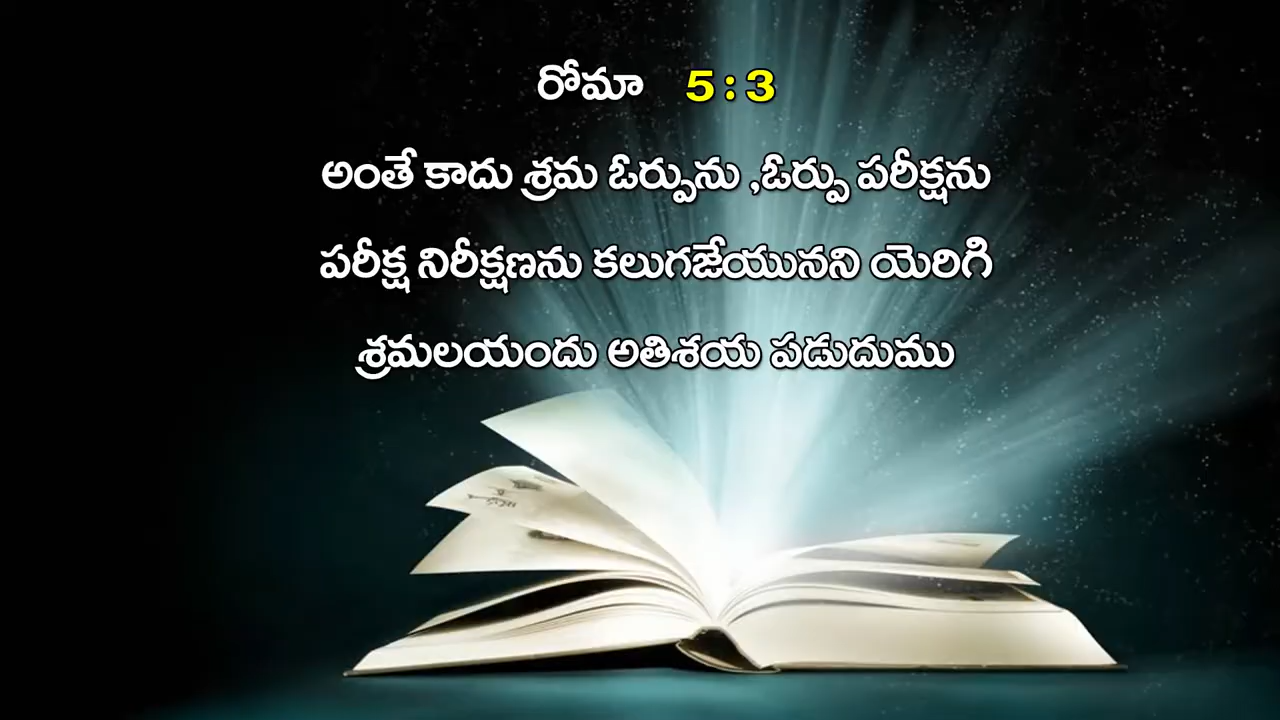 రోమా 5 : 3
అంతే కాదు శ్రమ ఓర్పును ,ఓర్పు పరీక్షను
పరీక్ష నిరీక్షణను కలుగజేయునని యెరిగి
శ్రమలయందు అతిశయ పడుదుము